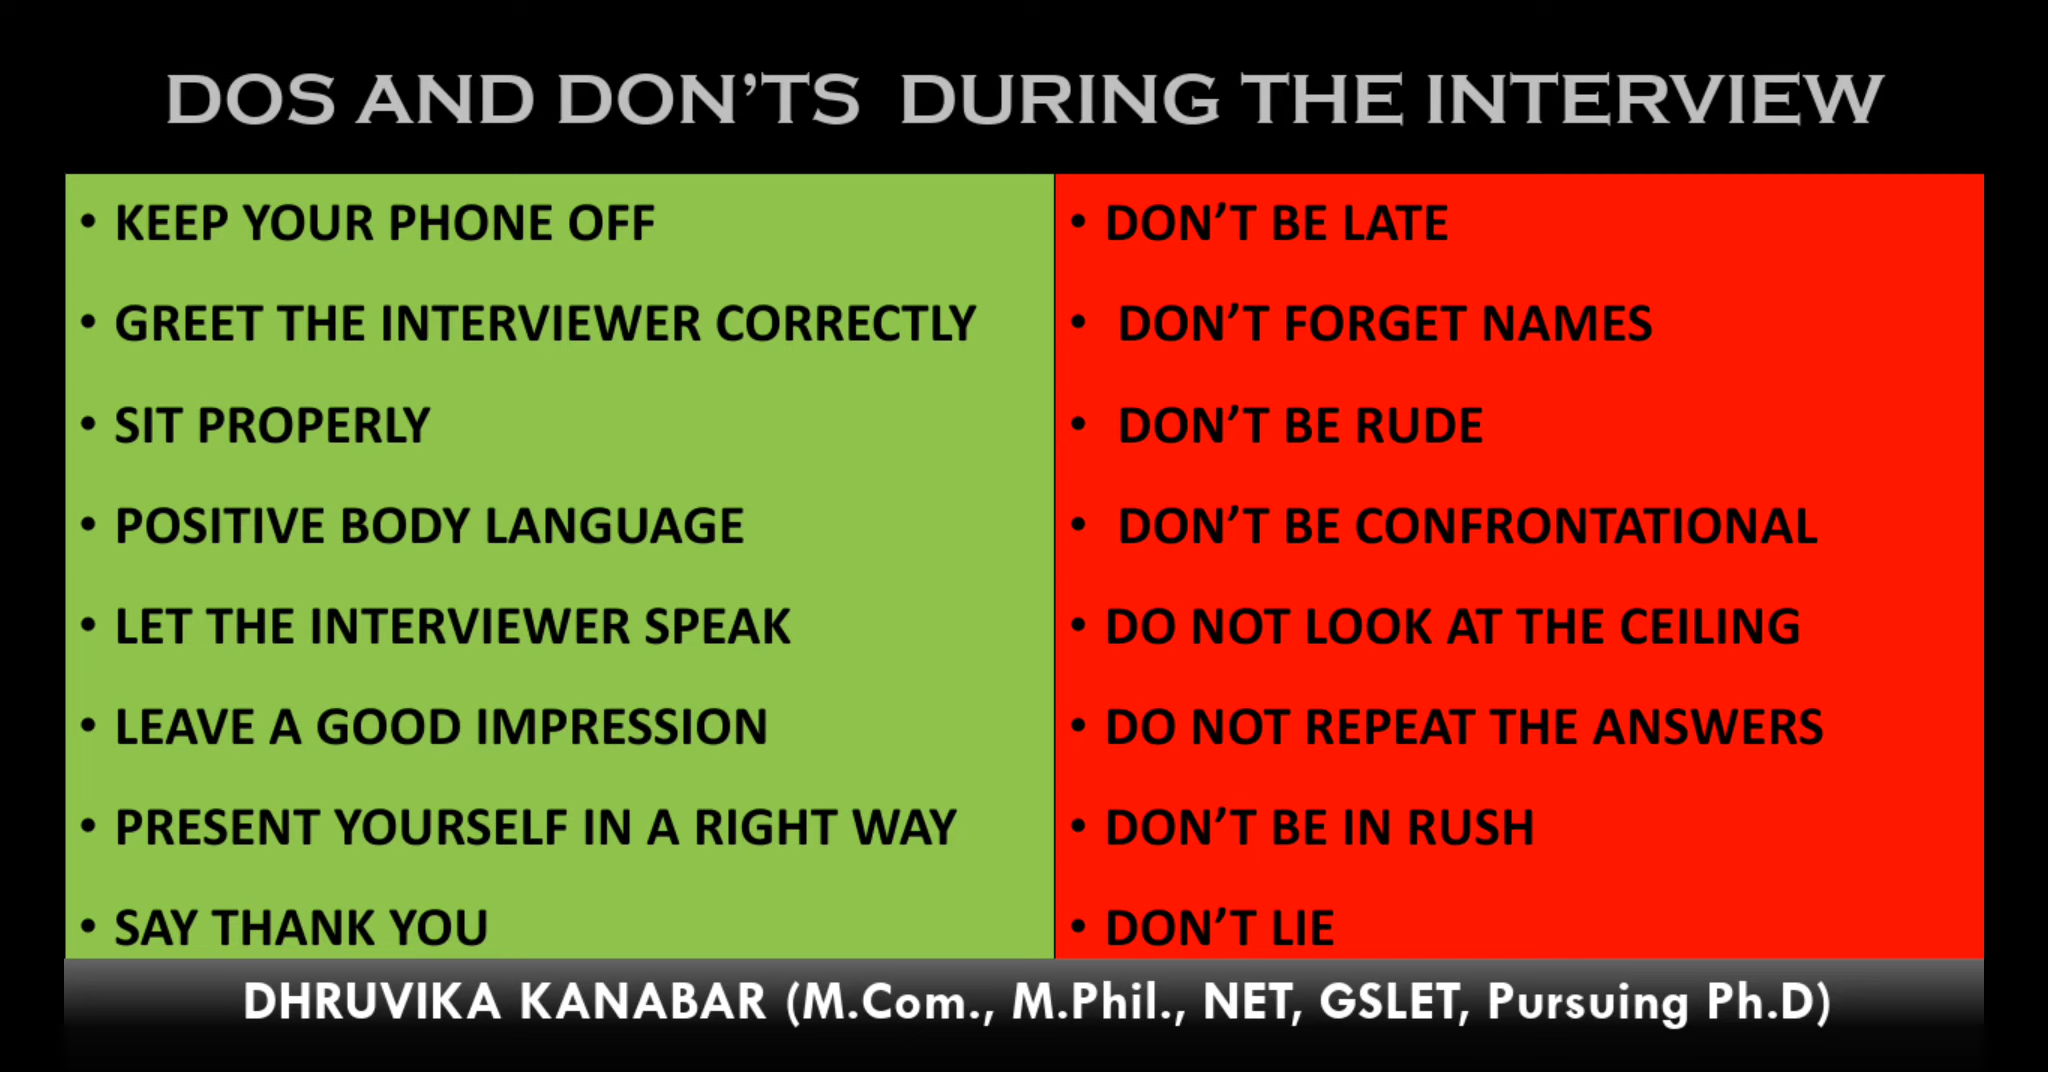 DOS AND DON'TS DURING THE INTERVIEW
• KEEP YOUR PHONE OFF
• GREET THE INTERVIEWER CORRECTLY
• SIT PROPERLY
• POSITIVE BODY LANGUAGE
• LET THE INTERVIEWER SPEAK
• LEAVE A GOOD IMPRESSION
• PRESENT YOURSELF IN A RIGHT WAY
• SAY THANK YOU
• DON'T BE LATE
• DON'T FORGET NAMES
• DON'T BE RUDE
• DON'T BE CONFRONTATIONAL
• DO NOT LOOK AT THE CEILING
• DO NOT REPEAT THE ANSWERS
• DON'T BE IN RUSH
• DON'T LIE
DHRUVIKA KANABAR (M.Com., M.Phil., NET, GSLET, Pursuing Ph.D)